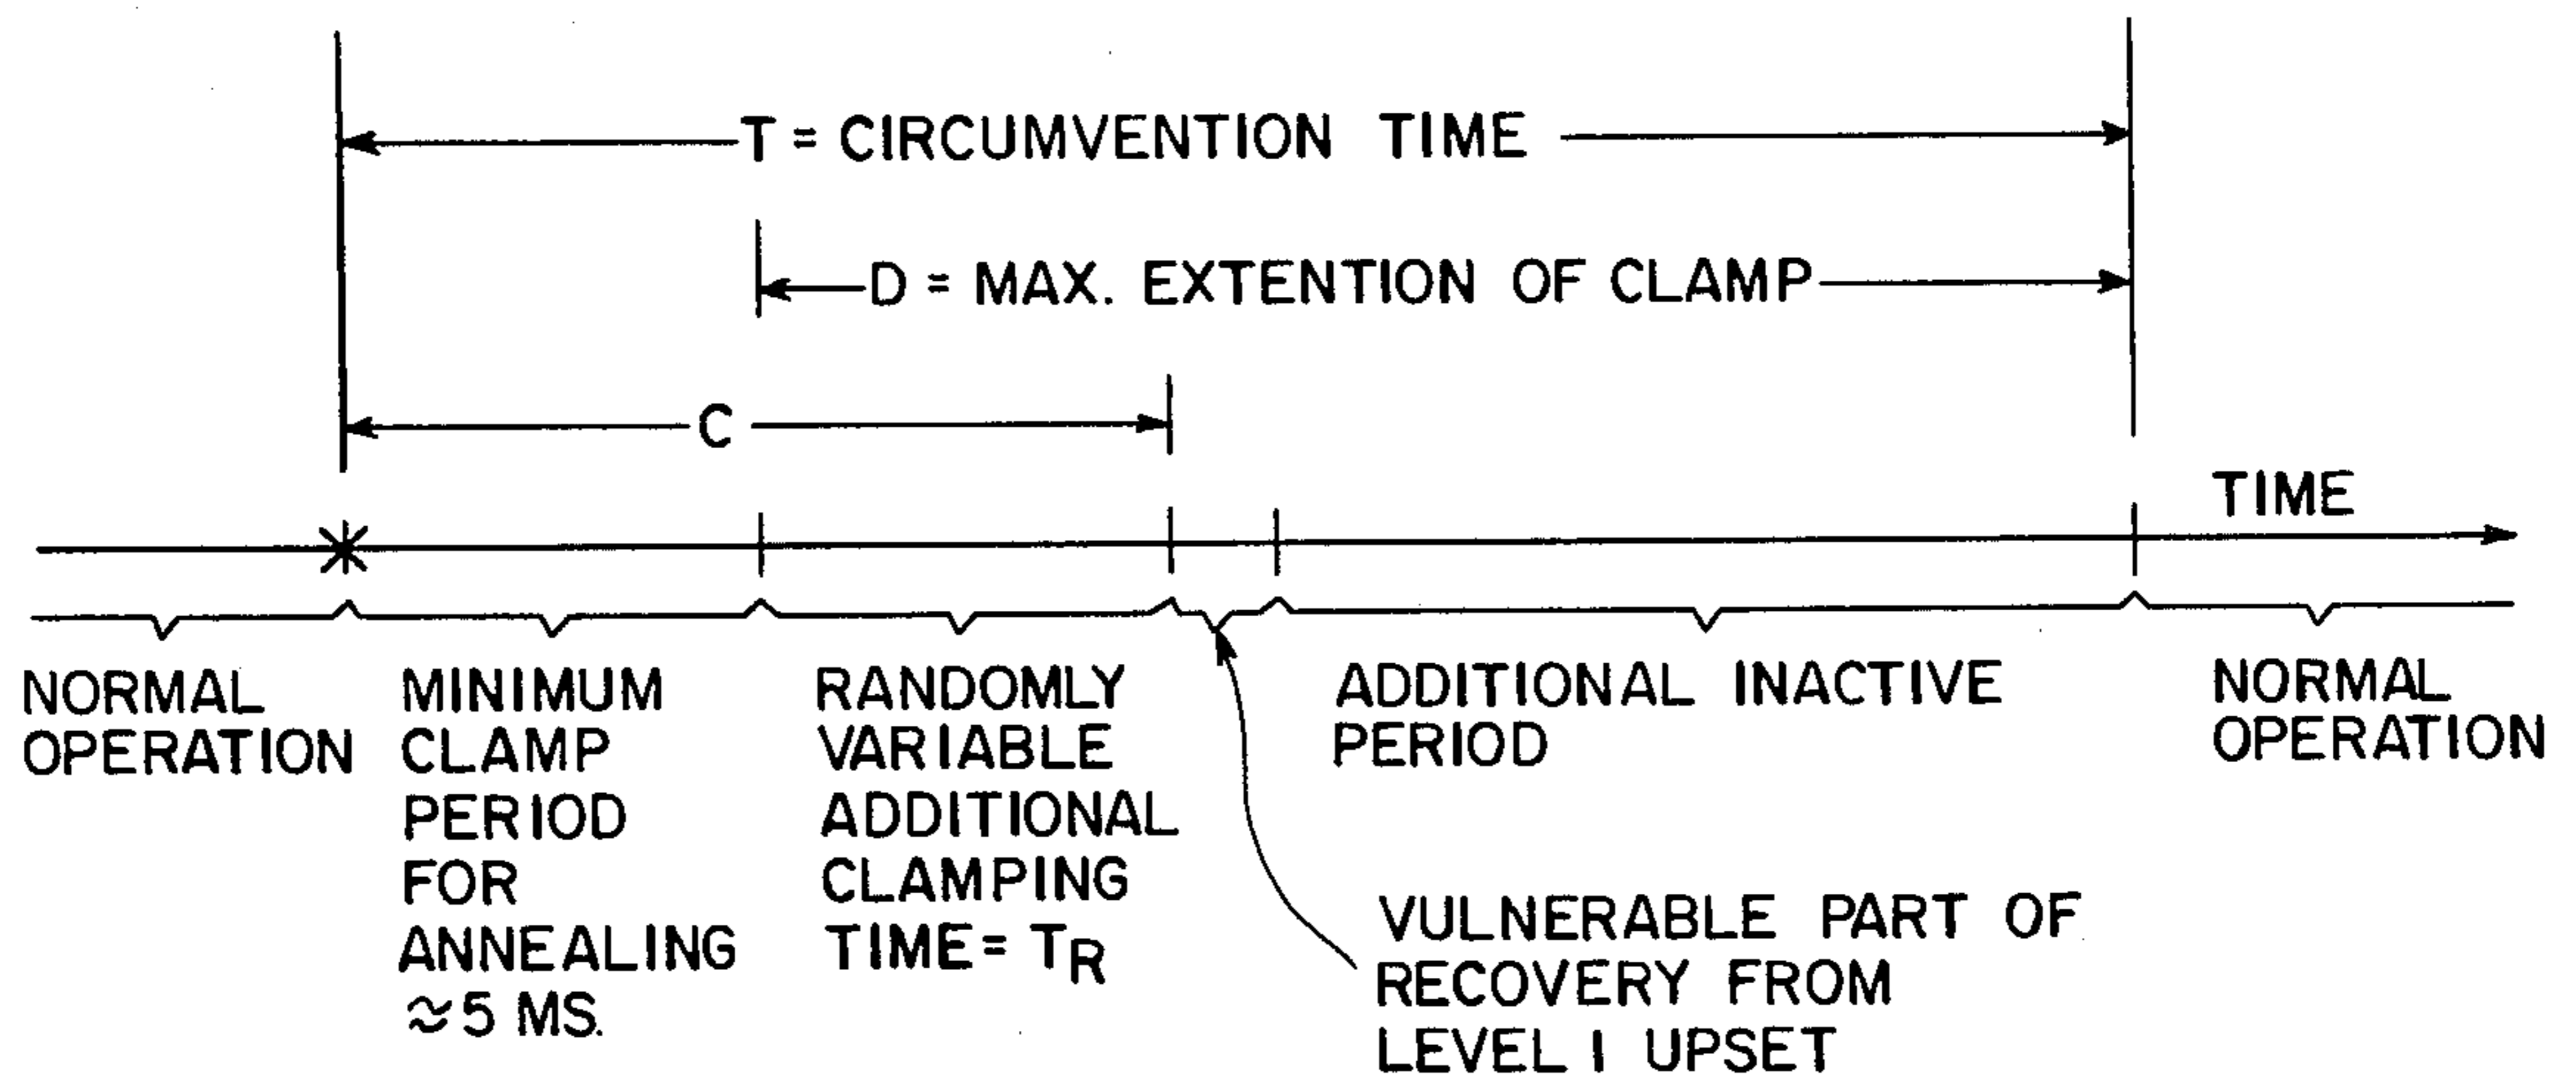 T = CIRCUMVENTION TIME
D = MAX. EXTENTION OF CLAMP
C
TIME
NORMAL
OPERATION
MINIMUM
CLAMP
PERIOD
FOR
ANNEALING
≈5 MS.
RANDOMLY
VARIABLE
ADDITIONAL
CLAMPING
TIME = TR
VULNERABLE PART OF
RECOVERY FROM
LEVEL I UPSET
ADDITIONAL INACTIVE
PERIOD
NORMAL
OPERATION